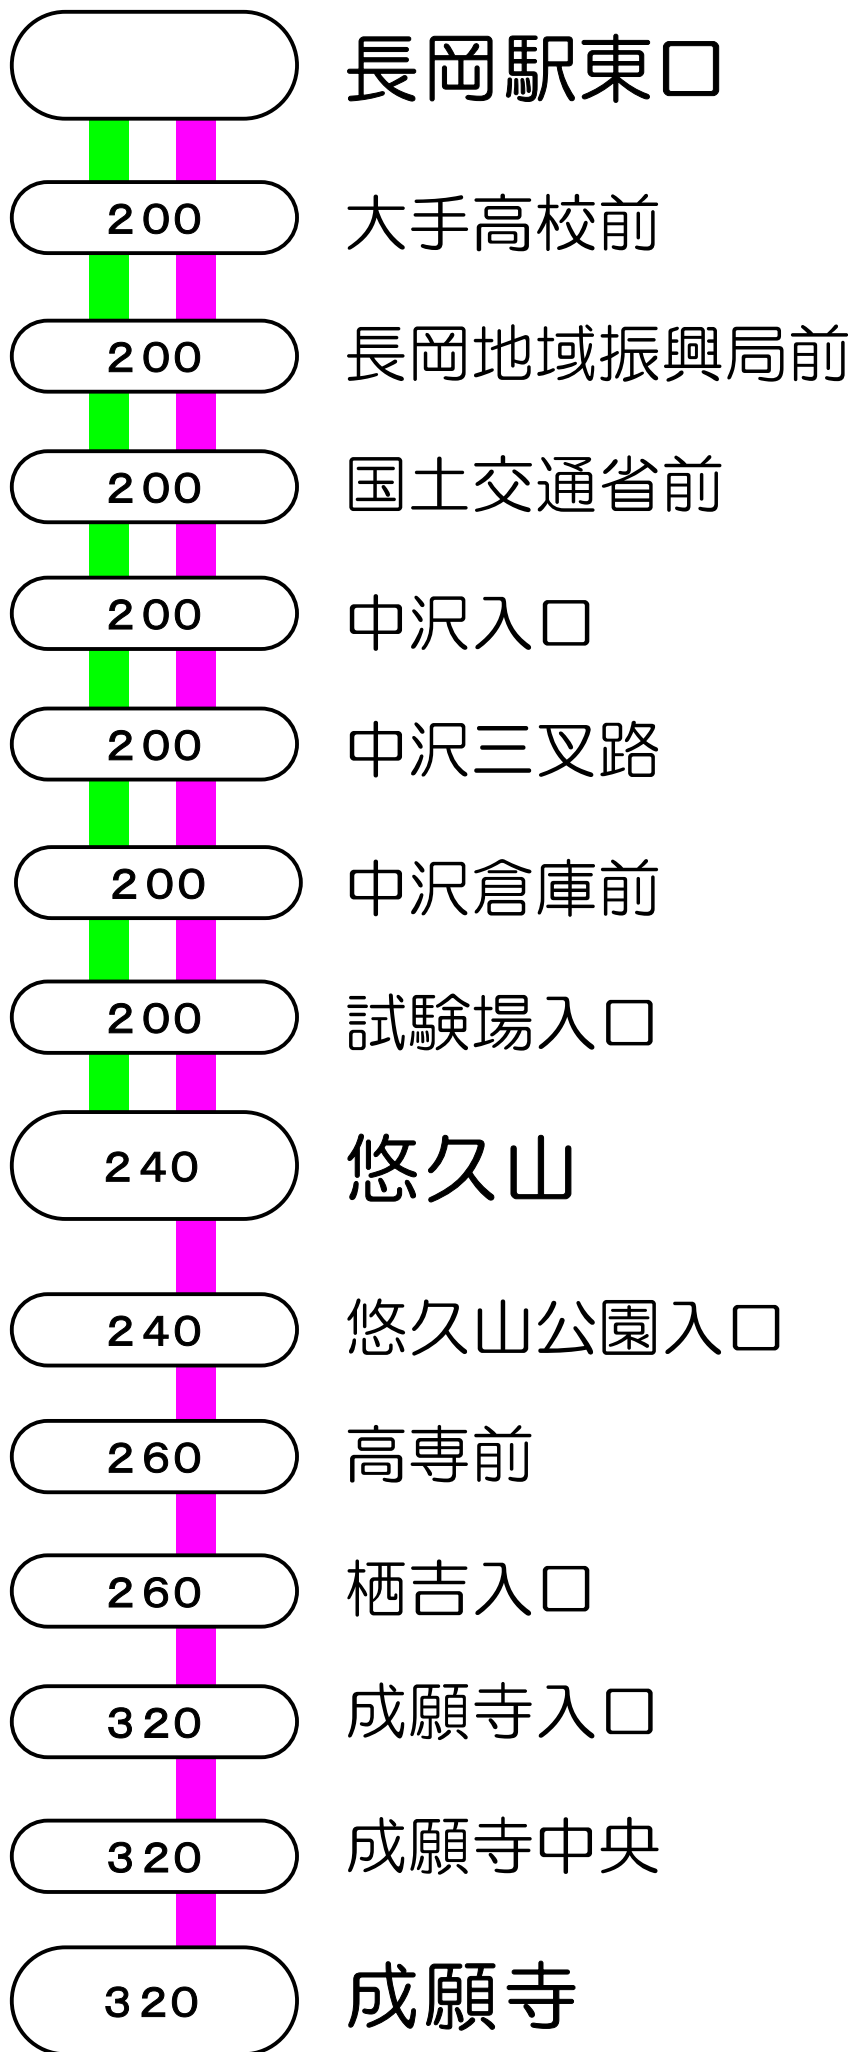 長岡駅東口
200 大手高校前
200 長岡地域振興局前
200 国土交通省前
200 中沢入口
200 中沢三叉路
200 中沢倉庫前
200 試験場入口
240 悠久山
240 悠久山公園入口
260 高専前
260 栖吉入口
320 成願寺入口
320 成願寺中央
320 成願寺